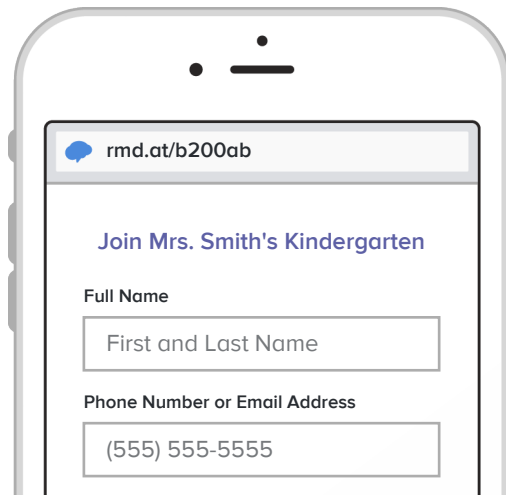 rmd.at/b200ab
Join Mrs. Smith's Kindergarten
Full Name
First and Last Name
Phone Number or Email Address
(555) 555-5555